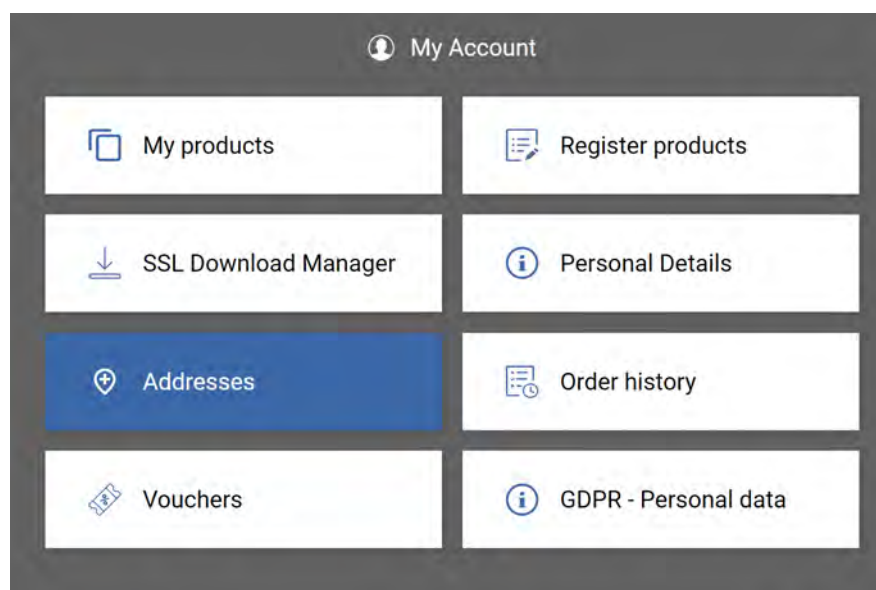 My Account
My products
Register products
SSL Download Manager
Personal Details
Addresses
Order history
Vouchers
GDPR - Personal data